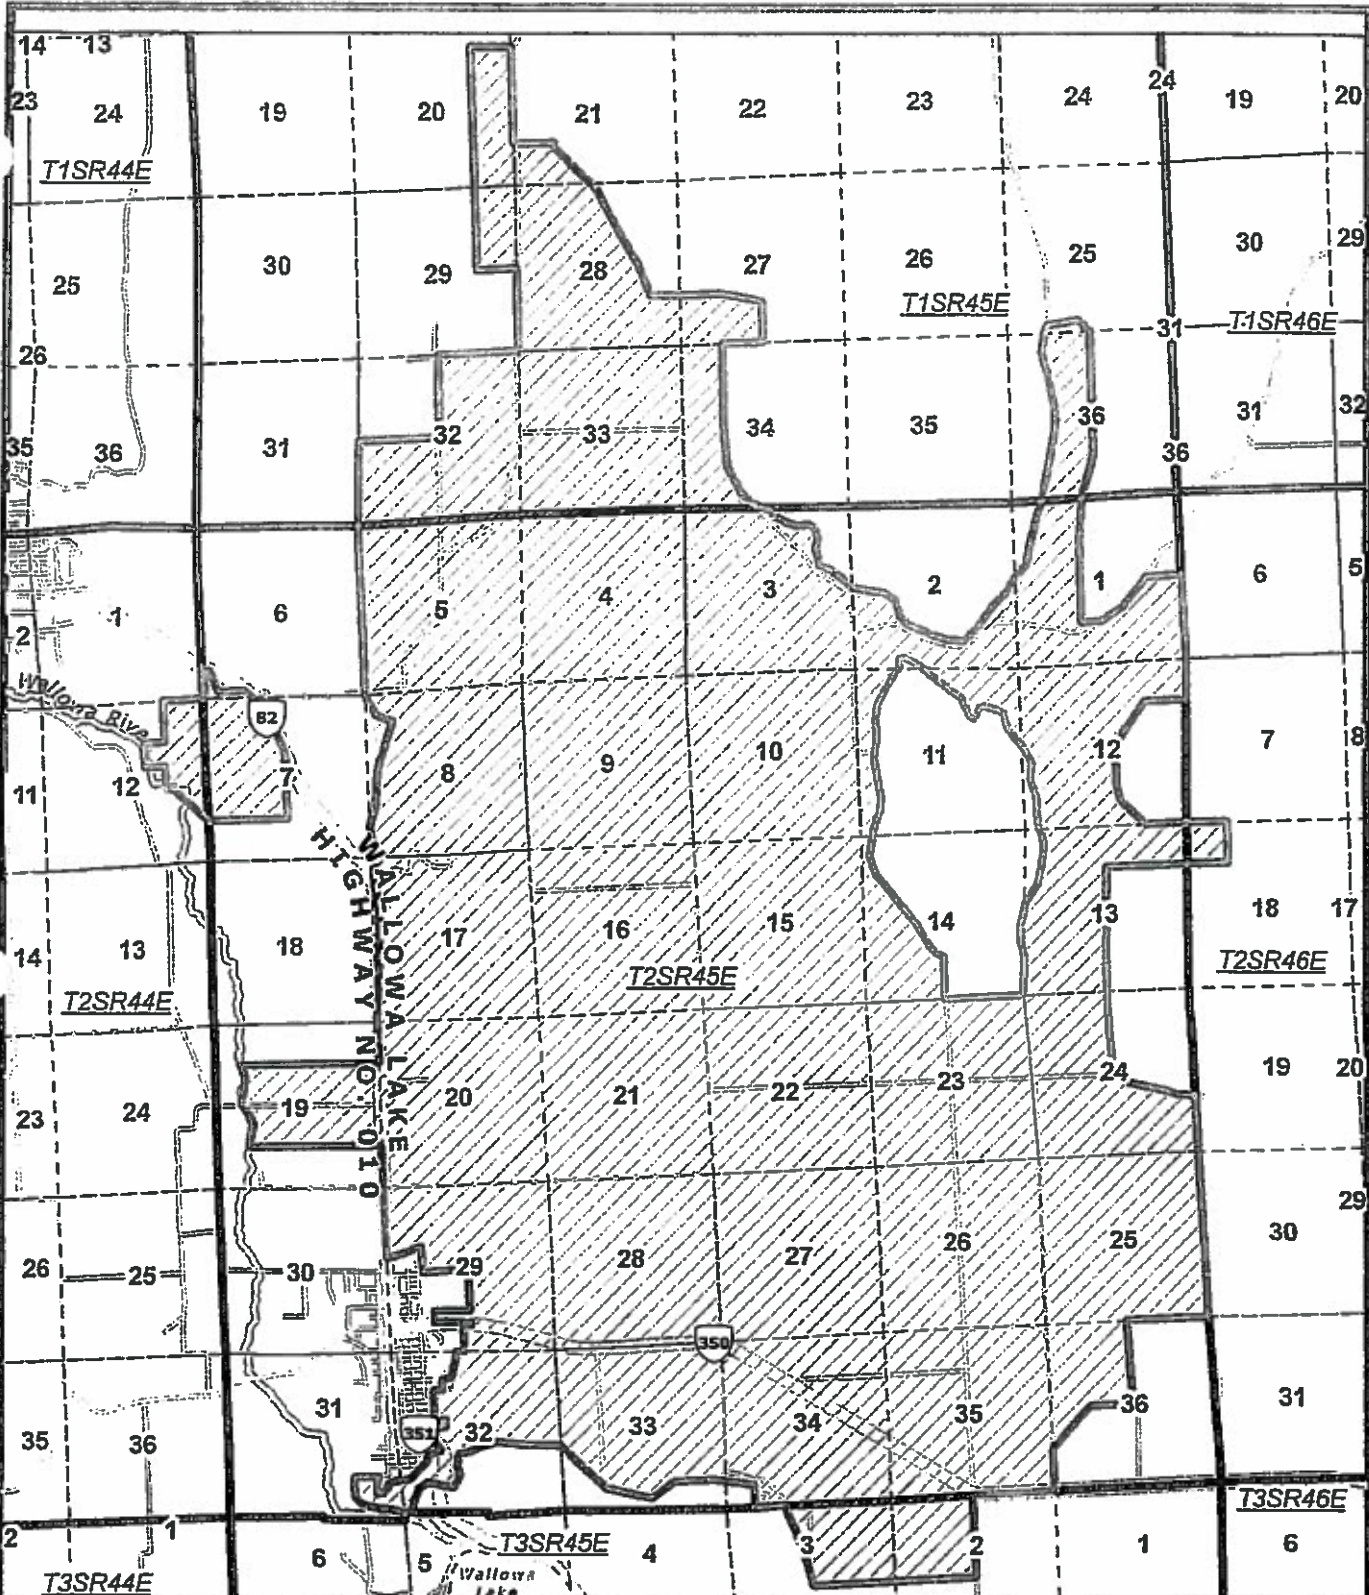 14 13
23 24 19 20 21 22 23 24 24 19 20
T1SR44E
25 30 29 28 27 26 25 30 29
T1SR45E
T1SR46E
26 31
35 36 31 32 33 34 35 36 36 31 32
2 1 6 5 4 3 2 1 6 5
Wallowa River
82
11 12 7 8 9 10 11 12 7 8
WALLOWA LAKE
HIGHWAY NO. 010
14 13 18 17 16 15 14 13 18 17
T2SR44E
T2SR45E
T2SR46E
23 24 19 20 21 22 23 24 19 20
26 25 30 29 28 27 26 25 30 29
350
35 36 31 32 33 34 35 36 31
351
T3SR46E
2 1 6 5 4 3 2 1 6
T3SR45E
T3SR44E
Wallowa
Lake